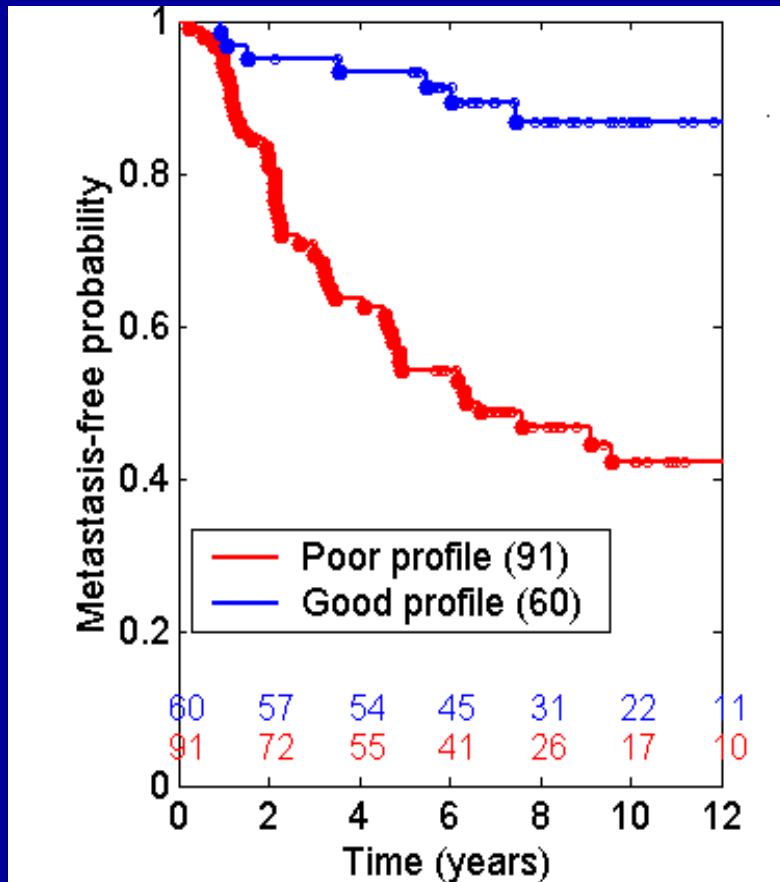 Metastasis-free probability
1
0.8
0.6
0.4
0.2
0
Poor profile (91)
Good profile (60)
60 57 54 45 31 22 11
91 72 55 41 26 17 10
0 2 4 6 8 10 12
Time (years)